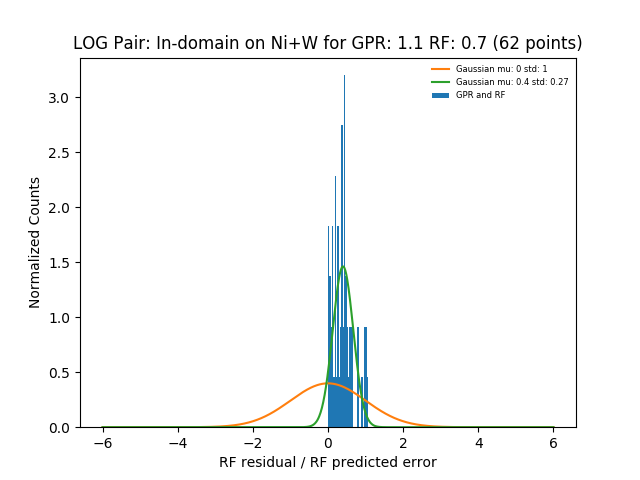 LOG Pair: In-domain on Ni+W for GPR: 1.1 RF: 0.7 (62 points)
Gaussian mu: 0 std: 1
Gaussian mu: 0.4 std: 0.27
GPR and RF
Normalized Counts
3.0
2.5
2.0
1.5
1.0
0.5
0.0
−6 −4 −2 0 2 4 6
RF residual / RF predicted error